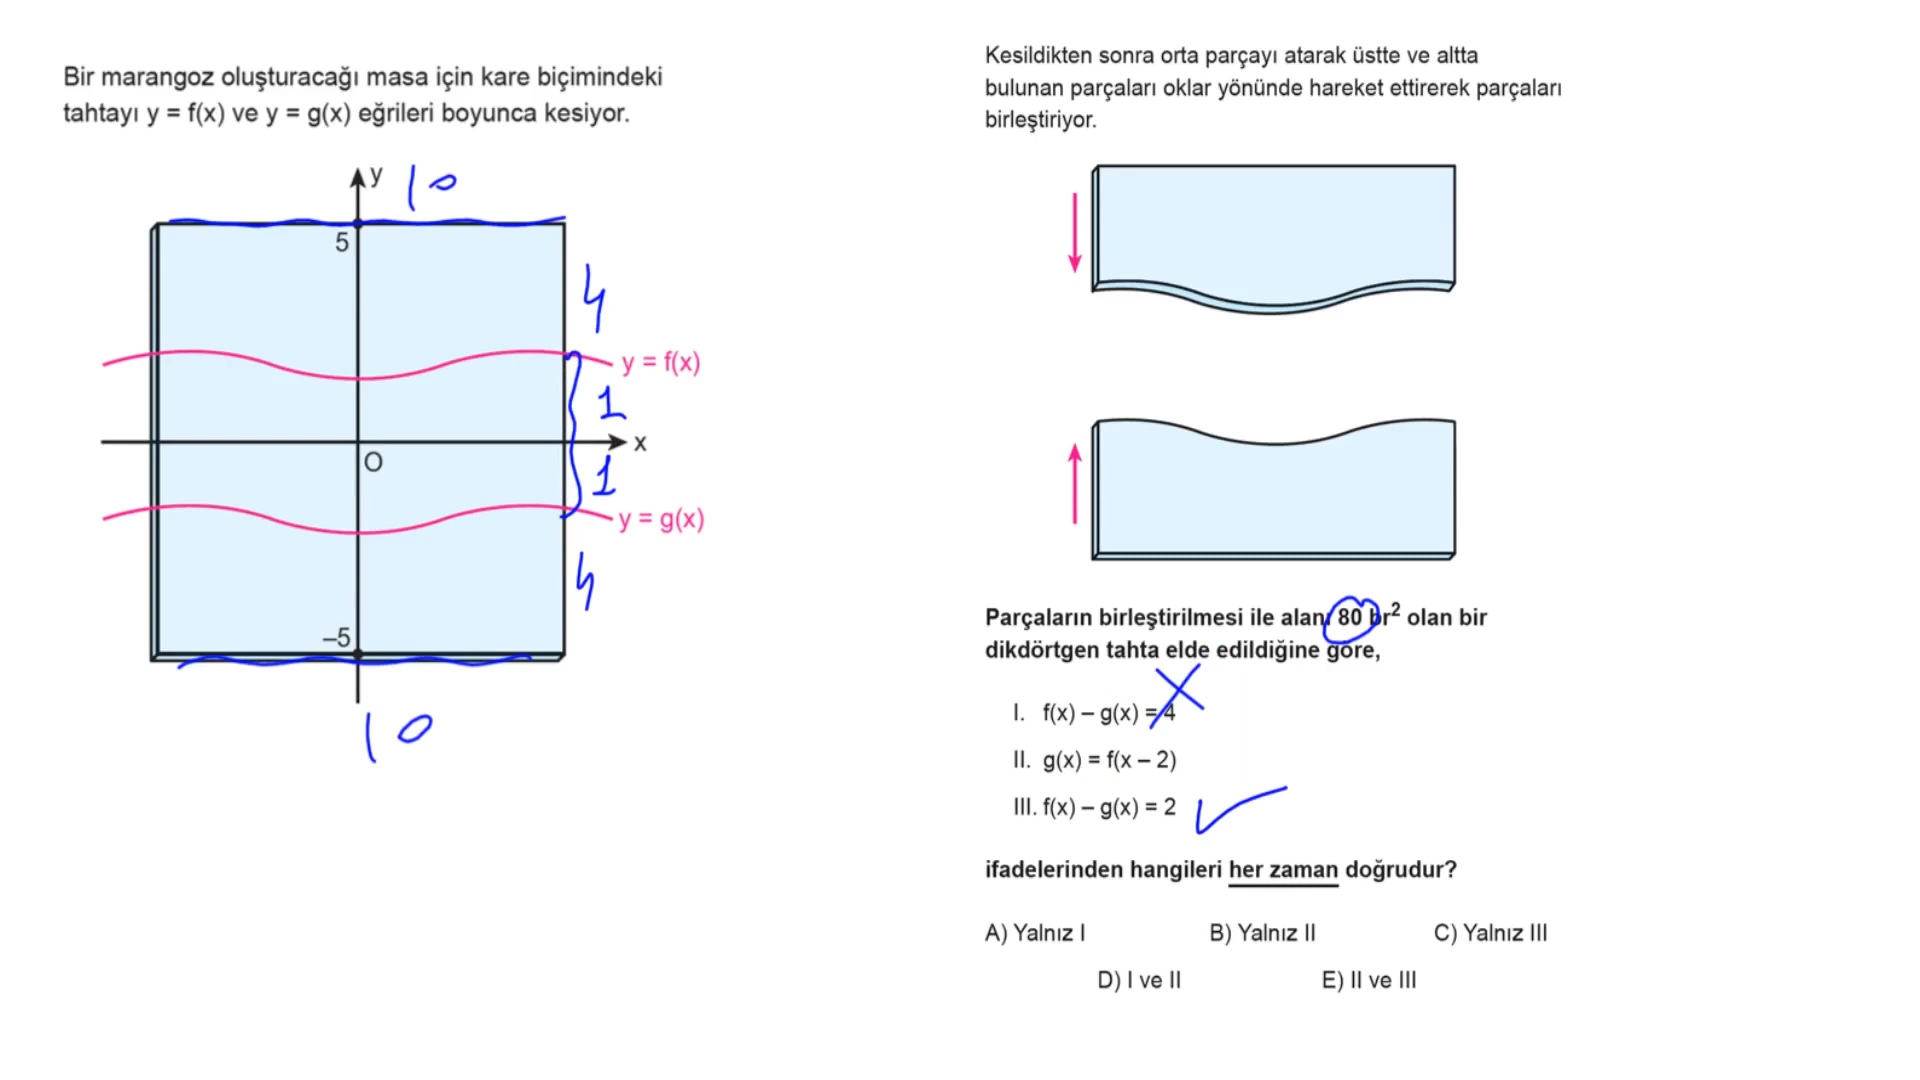 Bir marangoz oluşturacağı masa için kare biçimindeki
tahtayı y = f(x) ve y = g(x) eğrileri boyunca kesiyor.
y
10
5
4
y = f(x)
1
x
O
1
y = g(x)
4
–5
10
Kesildikten sonra orta parçayı atarak üstte ve altta
bulunan parçaları oklar yönünde hareket ettirerek parçaları
birleştiriyor.
Parçaların birleştirilmesi ile alanı 80 br² olan bir
dikdörtgen tahta elde edildiğine göre,
I. f(x) – g(x) = 4
II. g(x) = f(x – 2)
III. f(x) – g(x) = 2
ifadelerinden hangileri her zaman doğrudur?
A) Yalnız I B) Yalnız II C) Yalnız III
D) I ve II E) II ve III